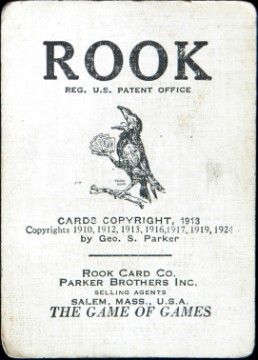 ROOK
REG. U.S. PATENT OFFICE
CARDS COPYRIGHT, 1913
Copyrights 1910, 1912, 1913, 1916, 1917, 1919, 1924
by Geo. S. Parker
ROOK CARD CO.
PARKER BROTHERS INC.
SELLING AGENTS
SALEM, MASS., U.S.A.
THE GAME OF GAMES